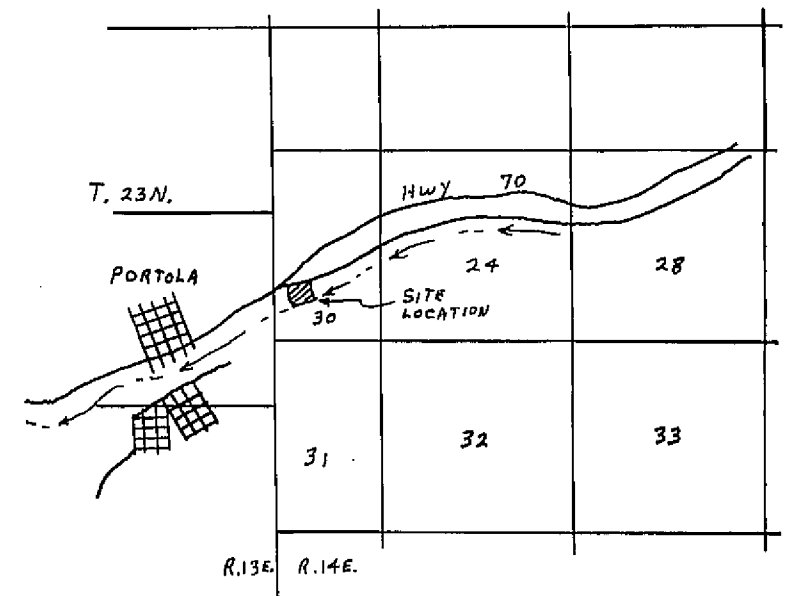 T. 23N.
HWY 70
PORTOLA
24
28
SITE
LOCATION
30
31
32
33
R.13E. R.14E.